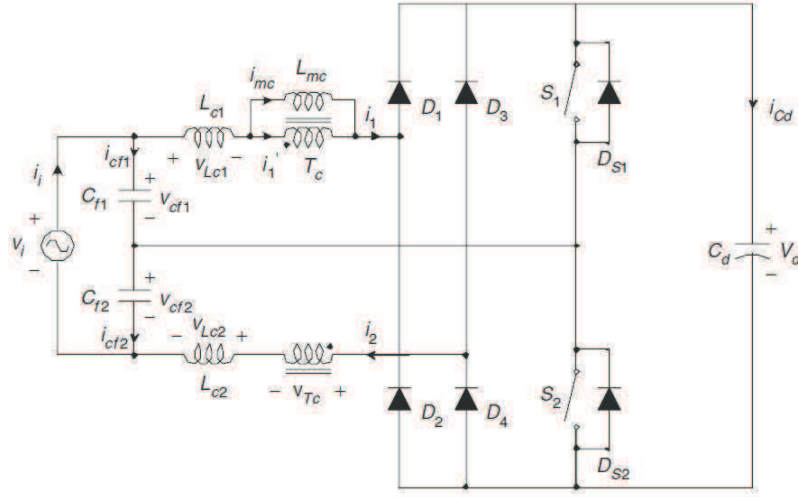 i_mc L_mc
L_c1
i_1
D_1 D_3 S_1
i_Cd
i_cf1 + v_Lc1 − i_1' T_c
D_S1
i_i
C_f1 + v_cf1 −
+ v_i −
C_d + V_d −
C_f2 + v_cf2 −
i_cf2 − v_Lc2 + i_2
L_c2 − v_Tc +
D_2 D_4 S_2
D_S2